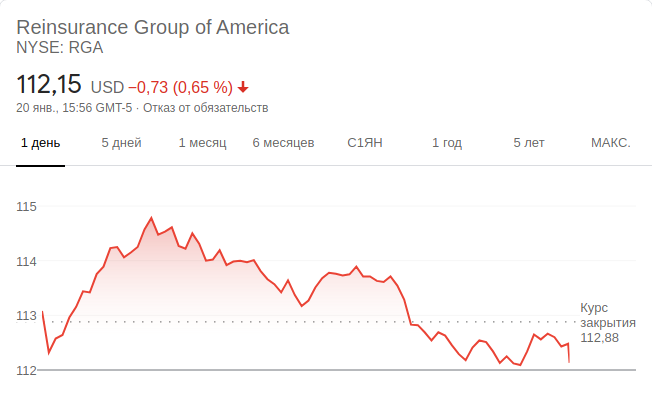 Reinsurance Group of America
NYSE: RGA
112,15 USD −0,73 (0,65 %)
20 янв., 15:56 GMT-5 · Отказ от обязательств
1 день 5 дней 1 месяц 6 месяцев С1ЯН 1 год 5 лет МАКС.
115
114
113
112
Курс
закрытия
112,88